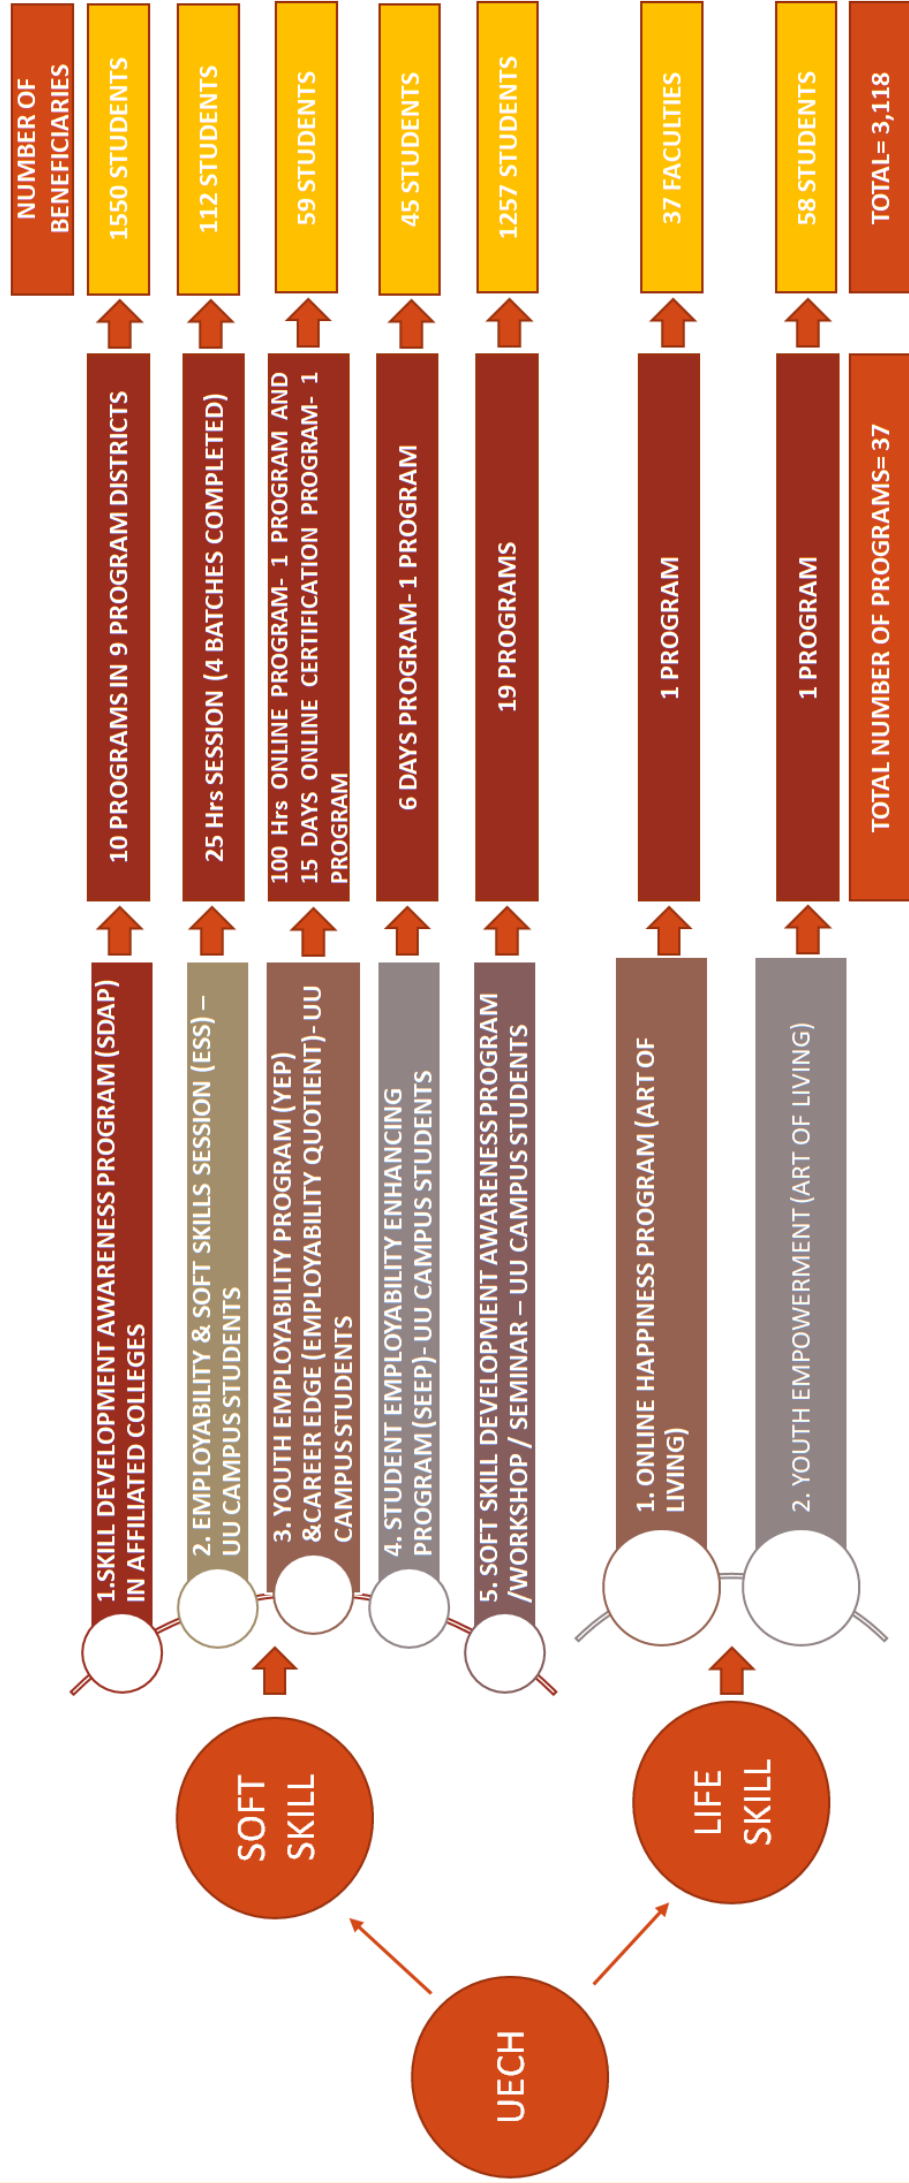 NUMBER OF
BENEFICIARIES
UECH
SOFT
SKILL
1.SKILL DEVELOPMENT AWARENESS PROGRAM (SDAP)
IN AFFILIATED COLLEGES
10 PROGRAMS IN 9 PROGRAM DISTRICTS
1550 STUDENTS
2. EMPLOYABILITY & SOFT SKILLS SESSION (ESS) –
UU CAMPUS STUDENTS
25 Hrs SESSION (4 BATCHES COMPLETED)
112 STUDENTS
3. YOUTH EMPLOYABILITY PROGRAM (YEP)
&CAREER EDGE (EMPLOYABILITY QUOTIENT)- UU
CAMPUS STUDENTS
100 Hrs ONLINE PROGRAM- 1 PROGRAM AND
15 DAYS ONLINE CERTIFICATION PROGRAM- 1
PROGRAM
59 STUDENTS
4. STUDENT EMPLOYABILITY ENHANCING
PROGRAM (SEEP)- UU CAMPUS STUDENTS
6 DAYS PROGRAM- 1 PROGRAM
45 STUDENTS
5. SOFT SKILL DEVELOPMENT AWARENESS PROGRAM
/WORKSHOP / SEMINAR – UU CAMPUS STUDENTS
19 PROGRAMS
1257 STUDENTS
LIFE
SKILL
1. ONLINE HAPPINESS PROGRAM (ART OF
LIVING)
1 PROGRAM
37 FACULTIES
2. YOUTH EMPOWERMENT (ART OF LIVING)
1 PROGRAM
58 STUDENTS
TOTAL NUMBER OF PROGRAMS= 37
TOTAL= 3,118